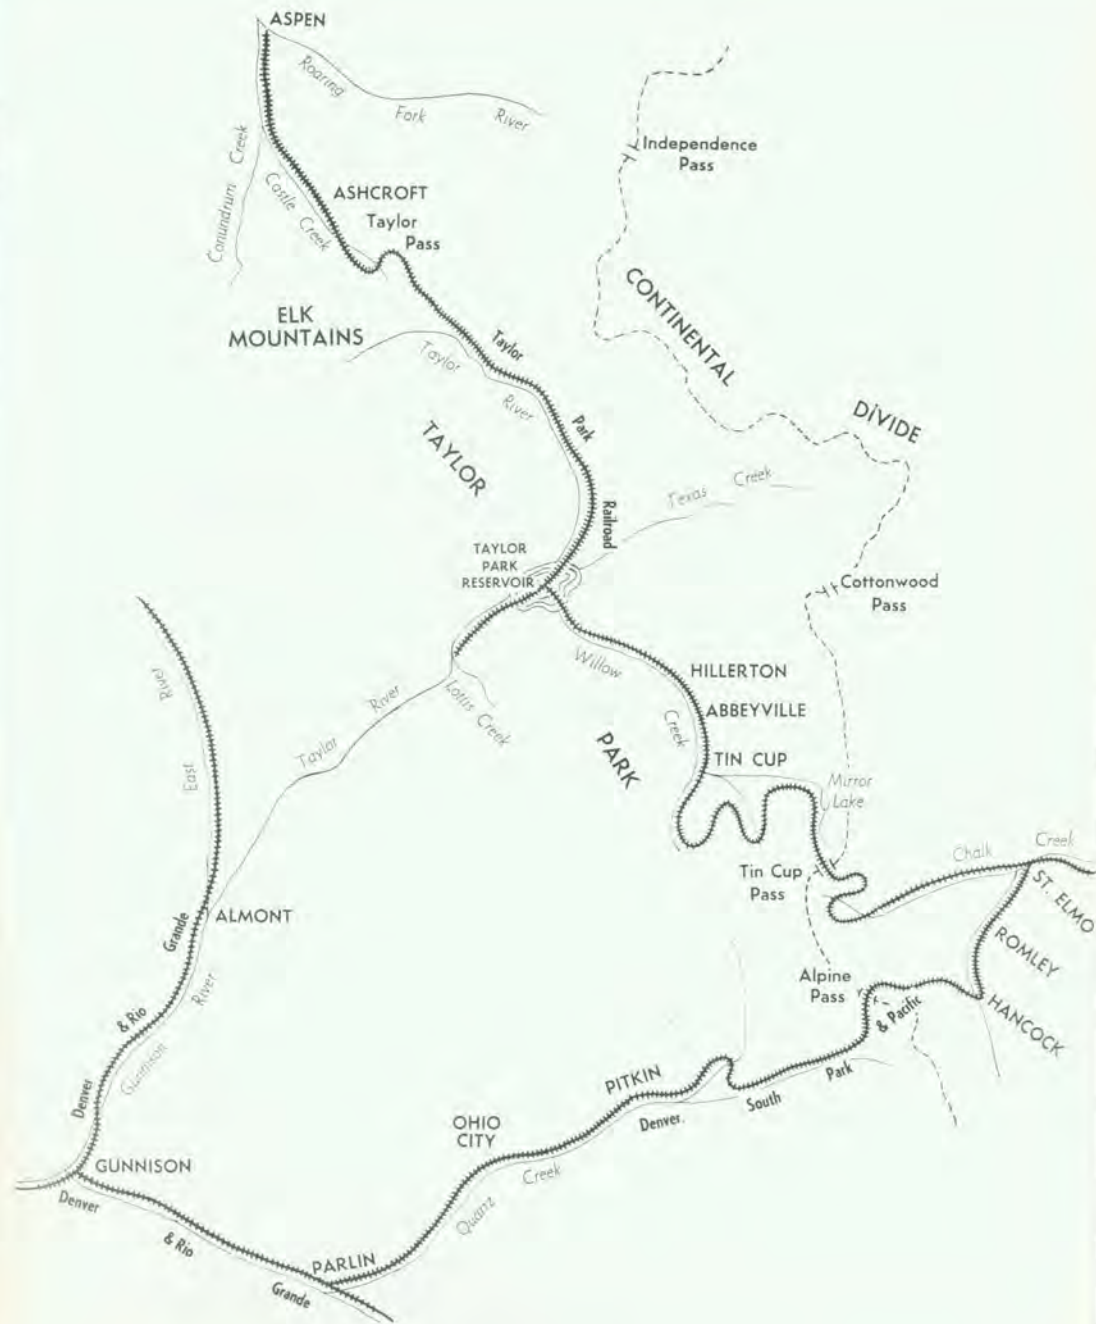 ASPEN
Roaring Fork River
Independence
Pass
Conundrum Creek
Castle Creek
ASHCROFT
Taylor
Pass
CONTINENTAL DIVIDE
ELK
MOUNTAINS
Taylor Park Railroad
Taylor River
TAYLOR PARK
Texas Creek
TAYLOR
PARK
RESERVOIR
Cottonwood
Pass
East River
Willow Creek
HILLERTON
ABBEYVILLE
TIN CUP
Taylor River
Lottis Creek
Mirror
Lake
Tin Cup
Pass
Chalk Creek
ST. ELMO
ROMLEY
HANCOCK
ALMONT
Denver & Rio Grande
Gunnison River
Alpine
Pass
Denver, South Park & Pacific
PITKIN
OHIO
CITY
Quartz Creek
GUNNISON
Denver & Rio Grande
PARLIN